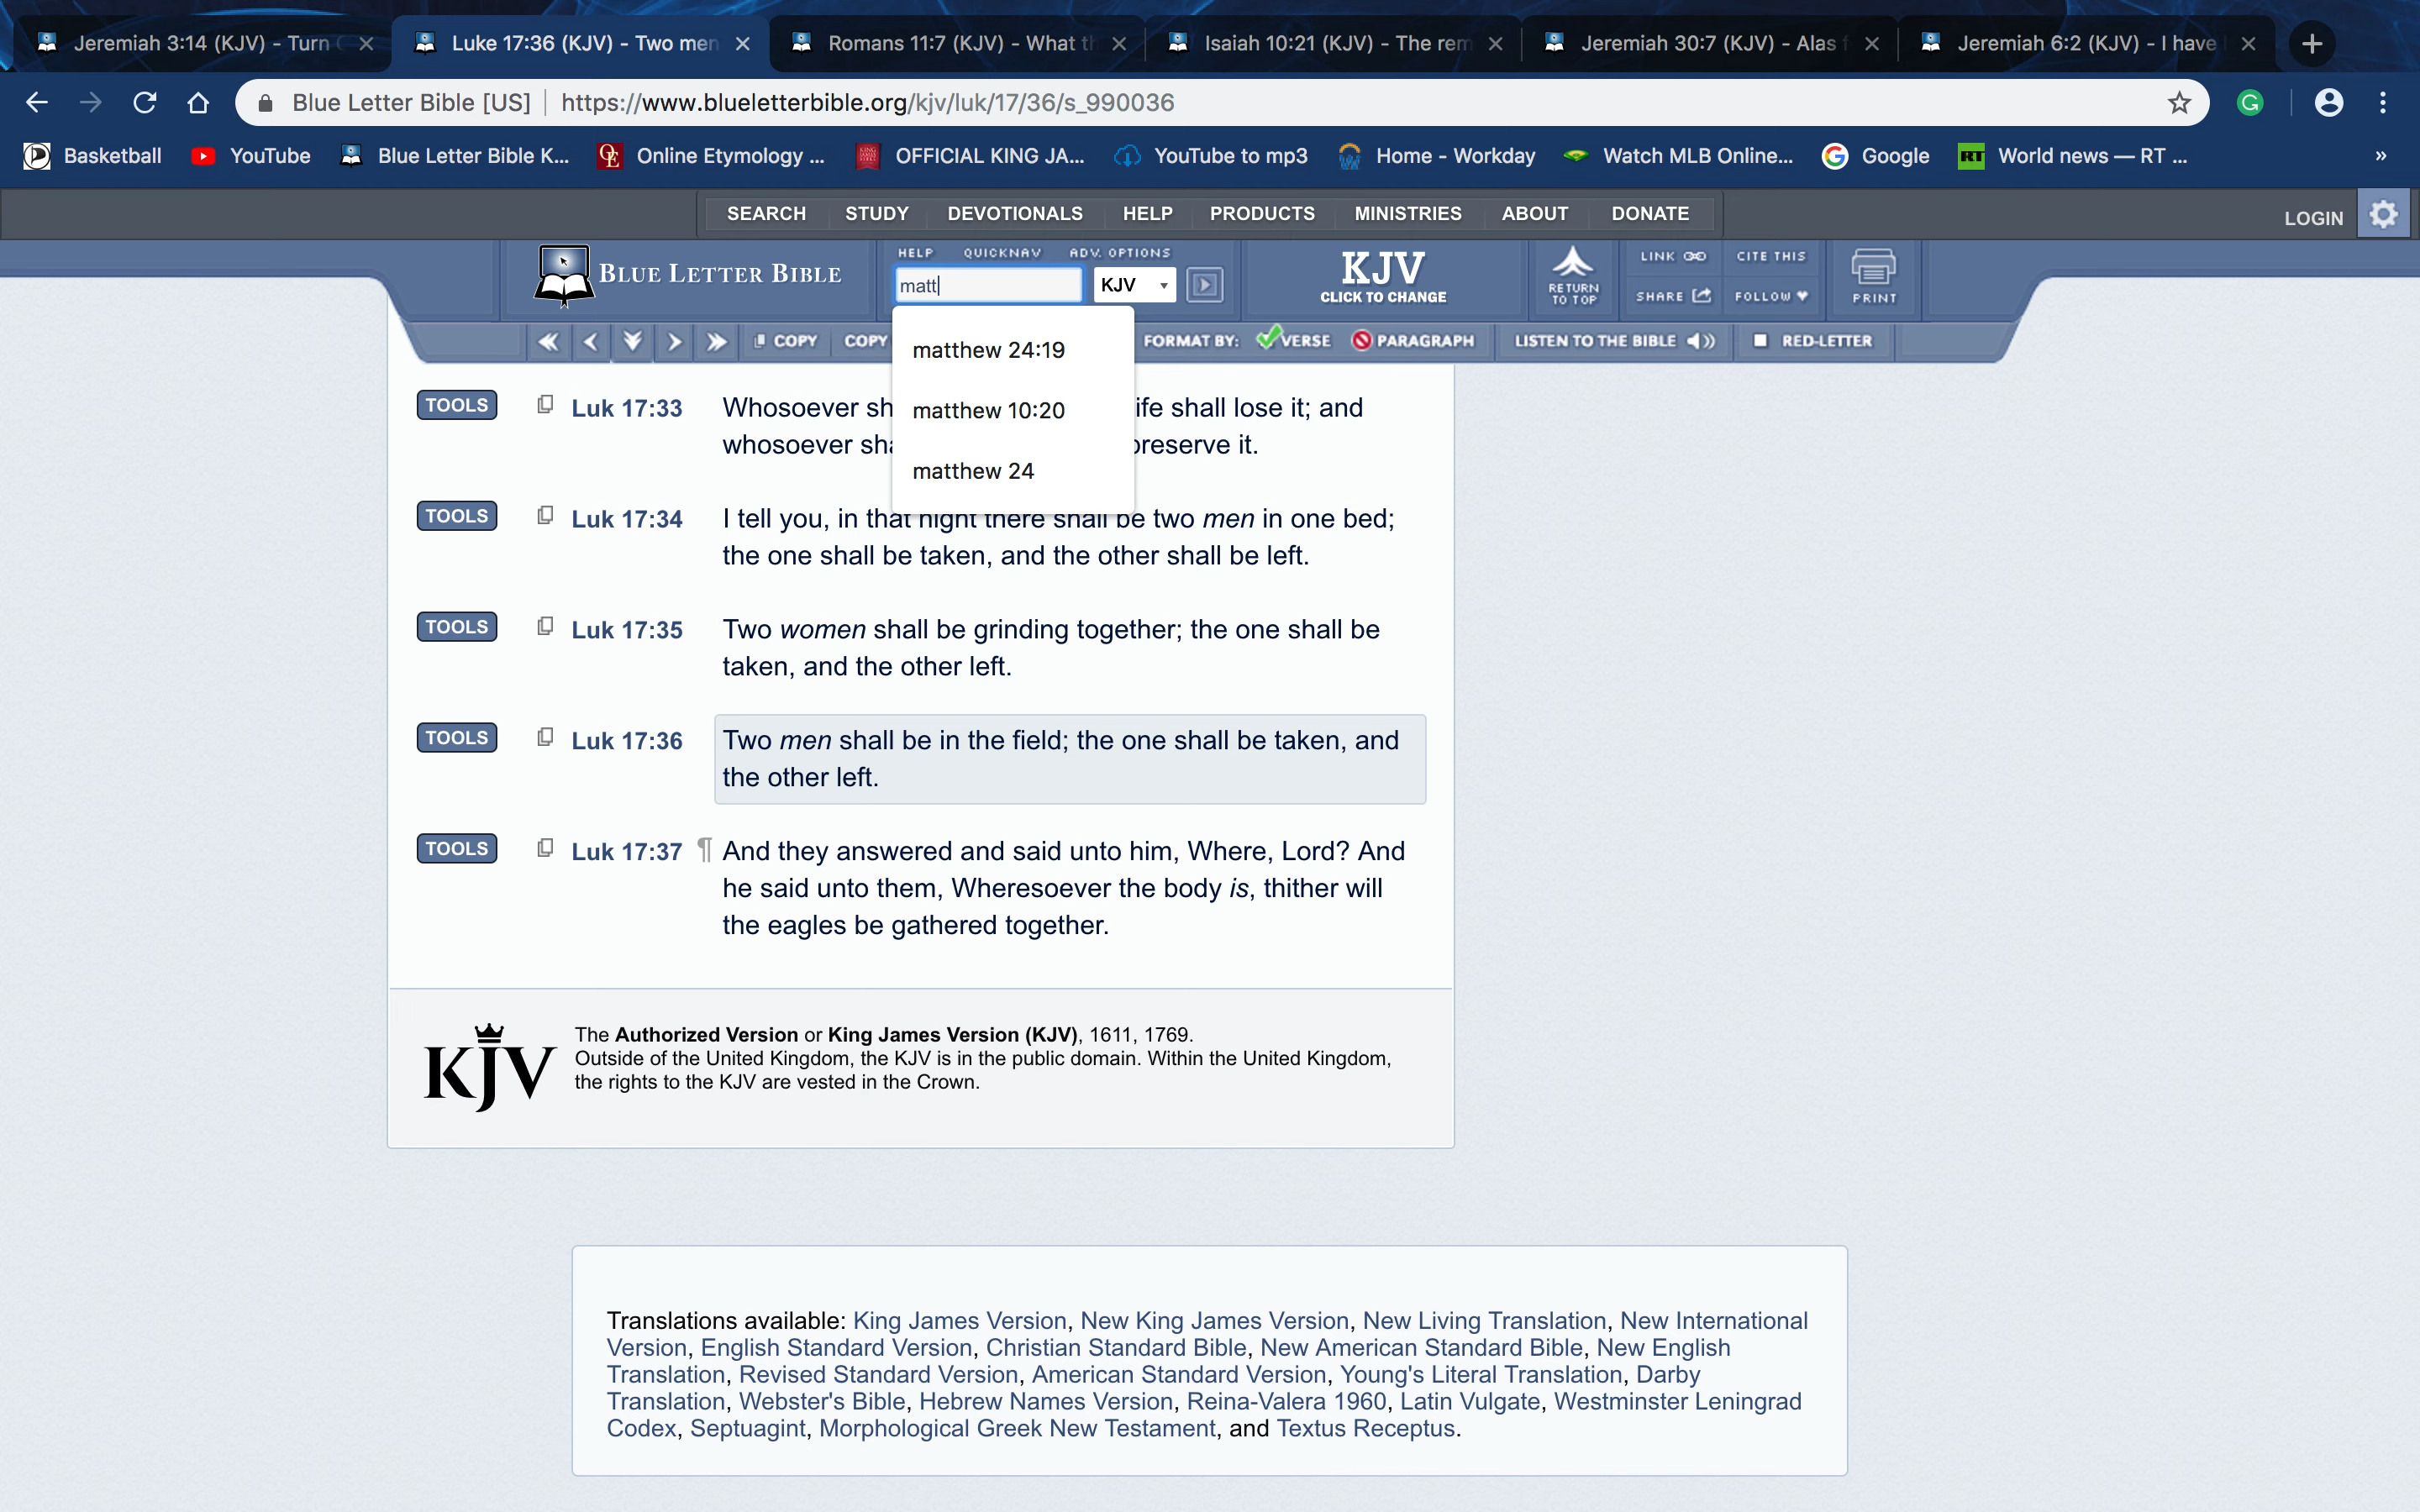 Jeremiah 3:14 (KJV) - Turn
Luke 17:36 (KJV) - Two men
Romans 11:7 (KJV) - What th
Isaiah 10:21 (KJV) - The rem
Jeremiah 30:7 (KJV) - Alas f
Jeremiah 6:2 (KJV) - I have
Blue Letter Bible [US] https://www.blueletterbible.org/kjv/luk/17/36/s_990036
Basketball YouTube Blue Letter Bible K... Online Etymology ... OFFICIAL KING JA... YouTube to mp3 Home - Workday Watch MLB Online... Google RT World news — RT ... »
SEARCH STUDY DEVOTIONALS HELP PRODUCTS MINISTRIES ABOUT DONATE LOGIN
HELP QUICKNAV ADV. OPTIONS
BLUE LETTER BIBLE
matt KJV
KJV
CLICK TO CHANGE
RETURN
TO TOP
LINK CITE THIS
SHARE FOLLOW
PRINT
COPY COPY FORMAT BY: VERSE PARAGRAPH LISTEN TO THE BIBLE RED-LETTER
matthew 24:19
matthew 10:20
matthew 24
TOOLS Luk 17:33 Whosoever sh ife shall lose it; and
whosoever sha preserve it.
TOOLS Luk 17:34 I tell you, in that night there shall be two men in one bed;
the one shall be taken, and the other shall be left.
TOOLS Luk 17:35 Two women shall be grinding together; the one shall be
taken, and the other left.
TOOLS Luk 17:36 Two men shall be in the field; the one shall be taken, and
the other left.
TOOLS Luk 17:37 ¶ And they answered and said unto him, Where, Lord? And
he said unto them, Wheresoever the body is, thither will
the eagles be gathered together.
KJV
The Authorized Version or King James Version (KJV), 1611, 1769.
Outside of the United Kingdom, the KJV is in the public domain. Within the United Kingdom,
the rights to the KJV are vested in the Crown.
Translations available: King James Version, New King James Version, New Living Translation, New International
Version, English Standard Version, Christian Standard Bible, New American Standard Bible, New English
Translation, Revised Standard Version, American Standard Version, Young's Literal Translation, Darby
Translation, Webster's Bible, Hebrew Names Version, Reina-Valera 1960, Latin Vulgate, Westminster Leningrad
Codex, Septuagint, Morphological Greek New Testament, and Textus Receptus.